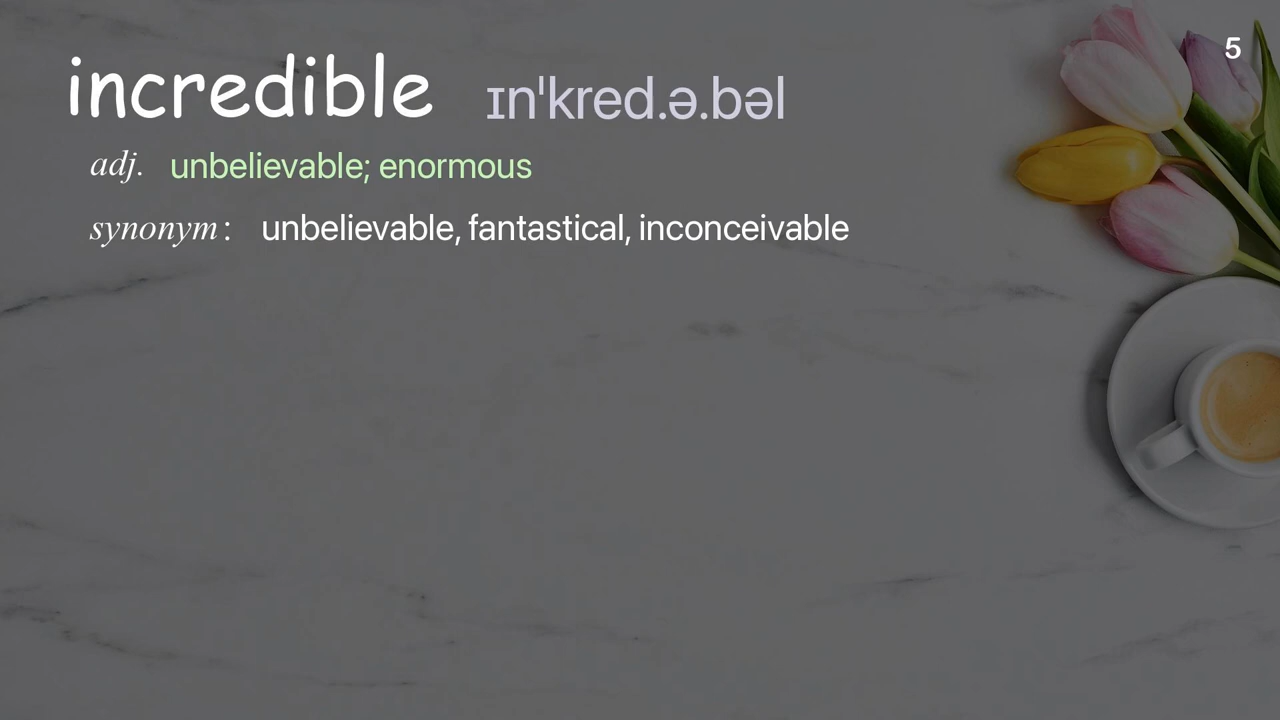 5
incredible ɪnˈkred.ə.bəl
adj. unbelievable; enormous
synonym: unbelievable, fantastical, inconceivable